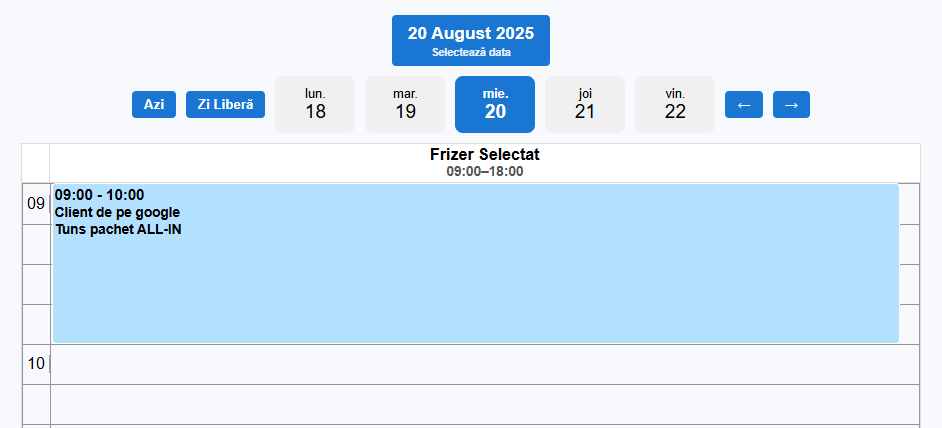 20 August 2025
Selectează data
Azi
Zi Liberă
lun.
18
mar.
19
mie.
20
joi
21
vin.
22
←
→
Frizer Selectat
09:00–18:00
09
09:00 - 10:00
Client de pe google
Tuns pachet ALL-IN
10